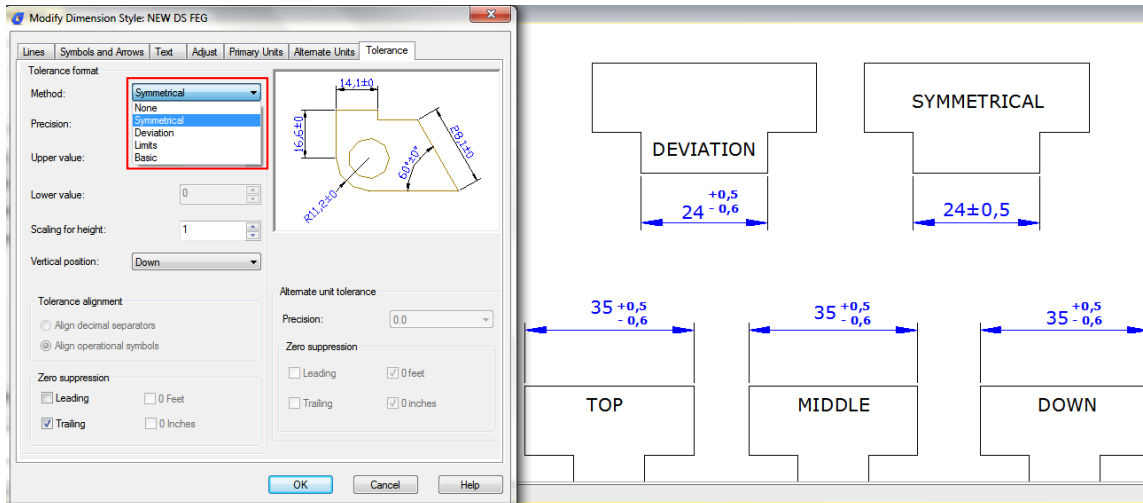 Modify Dimension Style: NEW DS FEG
Lines Symbols and Arrows Text Adjust Primary Units Alternate Units Tolerance
Tolerance format
Method: Symmetrical
None
Symmetrical
Deviation
Limits
Basic
Precision:
Upper value:
Lower value: 0
Scaling for height: 1
Vertical position: Down
Tolerance alignment
Align decimal separators
Align operational symbols
Zero suppression
Leading 0 Feet
Trailing 0 Inches
14,1±0
16,6±0
28,1±0
60°±0°
R11,2±0
Alternate unit tolerance
Precision: 0.0
Zero suppression
Leading 0 feet
Trailing 0 inches
OK Cancel Help
DEVIATION
+0,5
24 - 0,6
SYMMETRICAL
24±0,5
35 +0,5
- 0,6
TOP
35 +0,5
- 0,6
MIDDLE
+0,5
35 - 0,6
DOWN